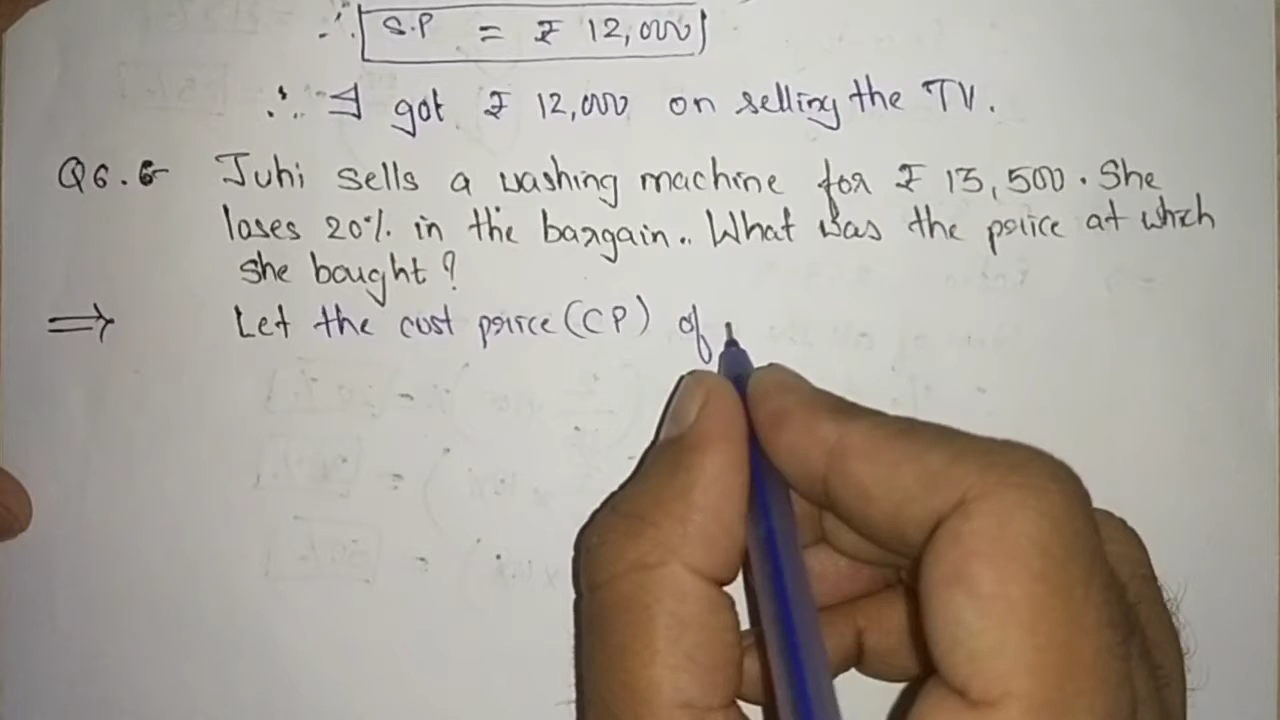 ∴ S.P = ₹ 12,000
∴ I got ₹ 12,000 on selling the TV.
Q6. Juhi sells a washing machine for ₹ 13,500. She
loses 20% in the bargain. What was the price at which
she bought?
⇒ Let the cost price (CP) of